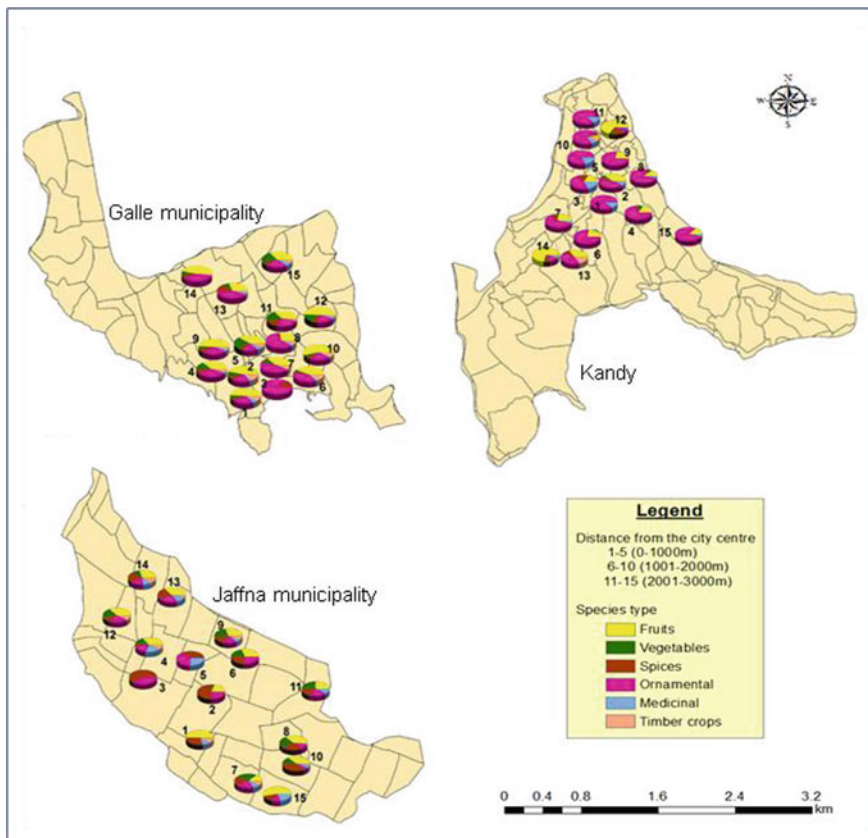 N
W E
S
11
12
10
9
5
8
3
2
1
4
7
15
6
14
13
Galle municipality
15
14
13
11
12
9
5
8
2
10
4
7
3
6
1
Kandy
14
13
Jaffna municipality
12
9
4
5
6
3
2
11
1
8
10
7
15
Legend
Distance from the city centre
1-5 (0-1000m)
6-10 (1001-2000m)
11-15 (2001-3000m)
Species type
Fruits
Vegetables
Spices
Ornamental
Medicinal
Timber crops
0 0.4 0.8 1.6 2.4 3.2
km